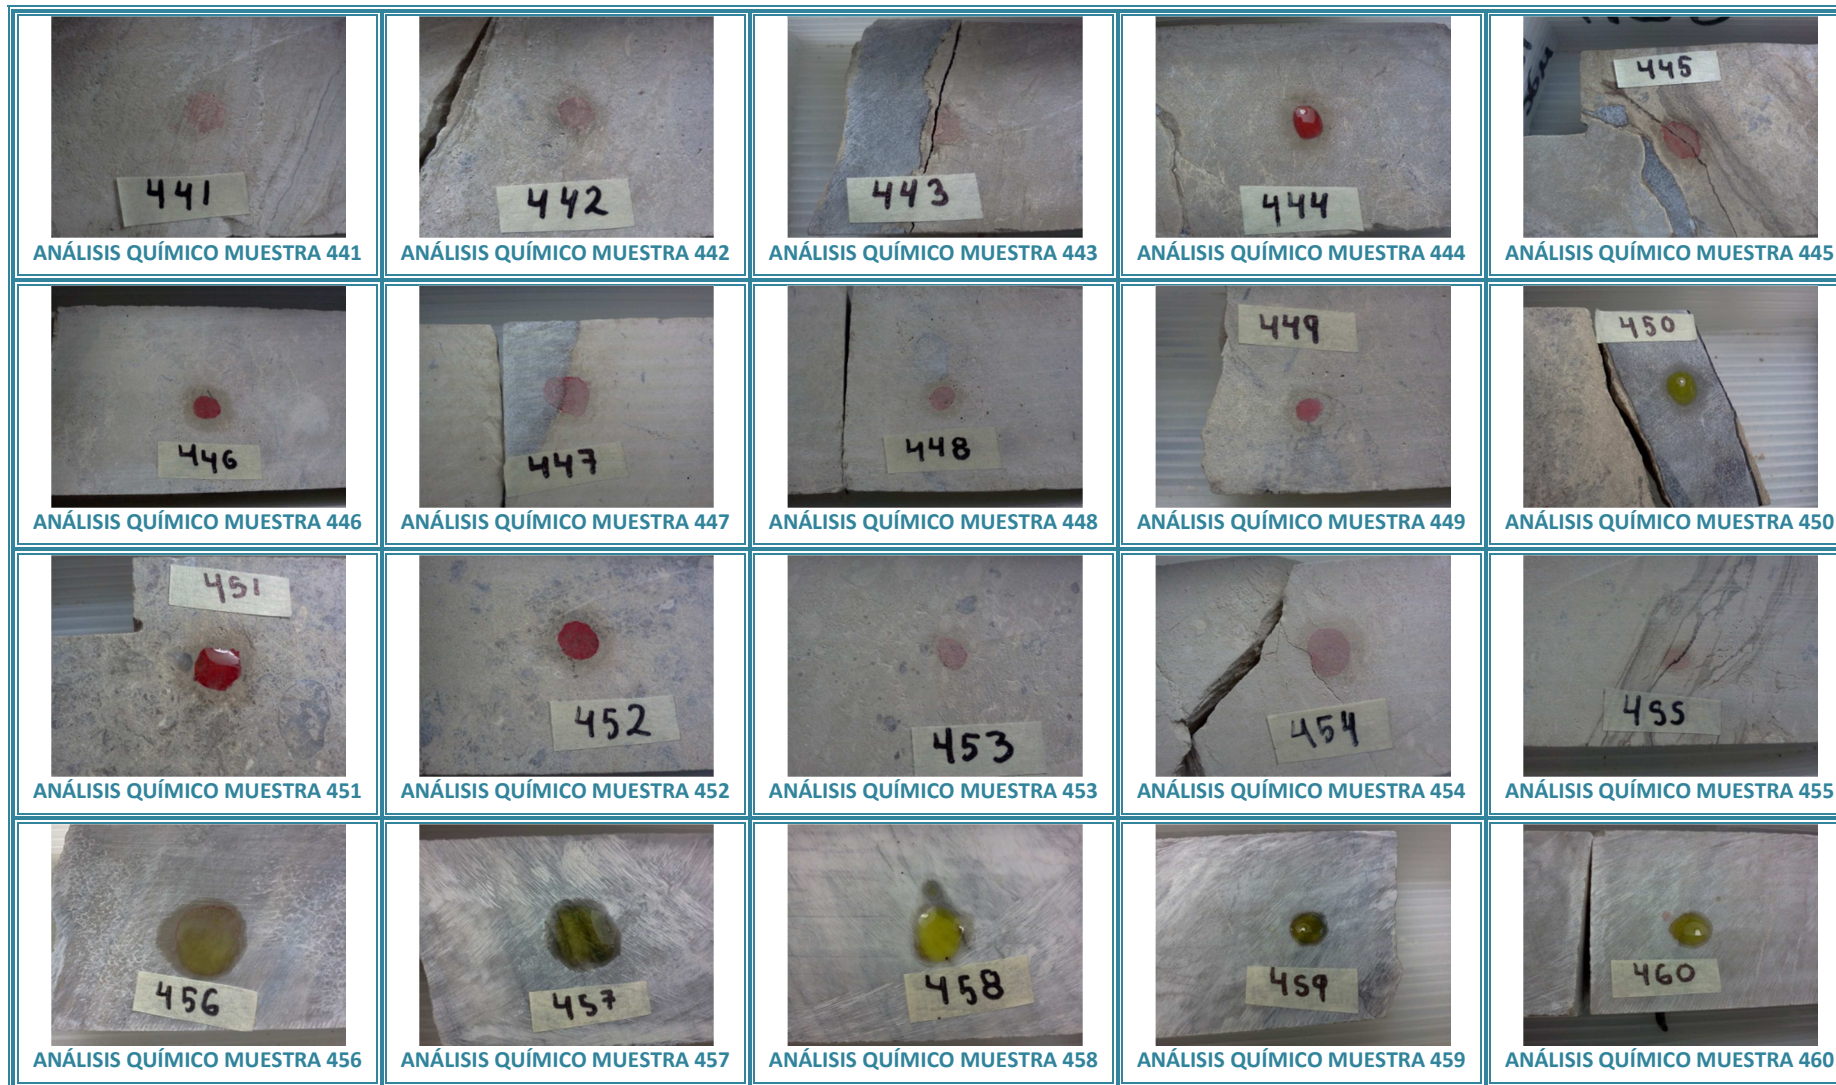 441
442
443
444
445
ANÁLISIS QUÍMICO MUESTRA 441
ANÁLISIS QUÍMICO MUESTRA 442
ANÁLISIS QUÍMICO MUESTRA 443
ANÁLISIS QUÍMICO MUESTRA 444
ANÁLISIS QUÍMICO MUESTRA 445
446
447
448
449
450
ANÁLISIS QUÍMICO MUESTRA 446
ANÁLISIS QUÍMICO MUESTRA 447
ANÁLISIS QUÍMICO MUESTRA 448
ANÁLISIS QUÍMICO MUESTRA 449
ANÁLISIS QUÍMICO MUESTRA 450
451
452
453
454
455
ANÁLISIS QUÍMICO MUESTRA 451
ANÁLISIS QUÍMICO MUESTRA 452
ANÁLISIS QUÍMICO MUESTRA 453
ANÁLISIS QUÍMICO MUESTRA 454
ANÁLISIS QUÍMICO MUESTRA 455
456
457
458
459
460
ANÁLISIS QUÍMICO MUESTRA 456
ANÁLISIS QUÍMICO MUESTRA 457
ANÁLISIS QUÍMICO MUESTRA 458
ANÁLISIS QUÍMICO MUESTRA 459
ANÁLISIS QUÍMICO MUESTRA 460